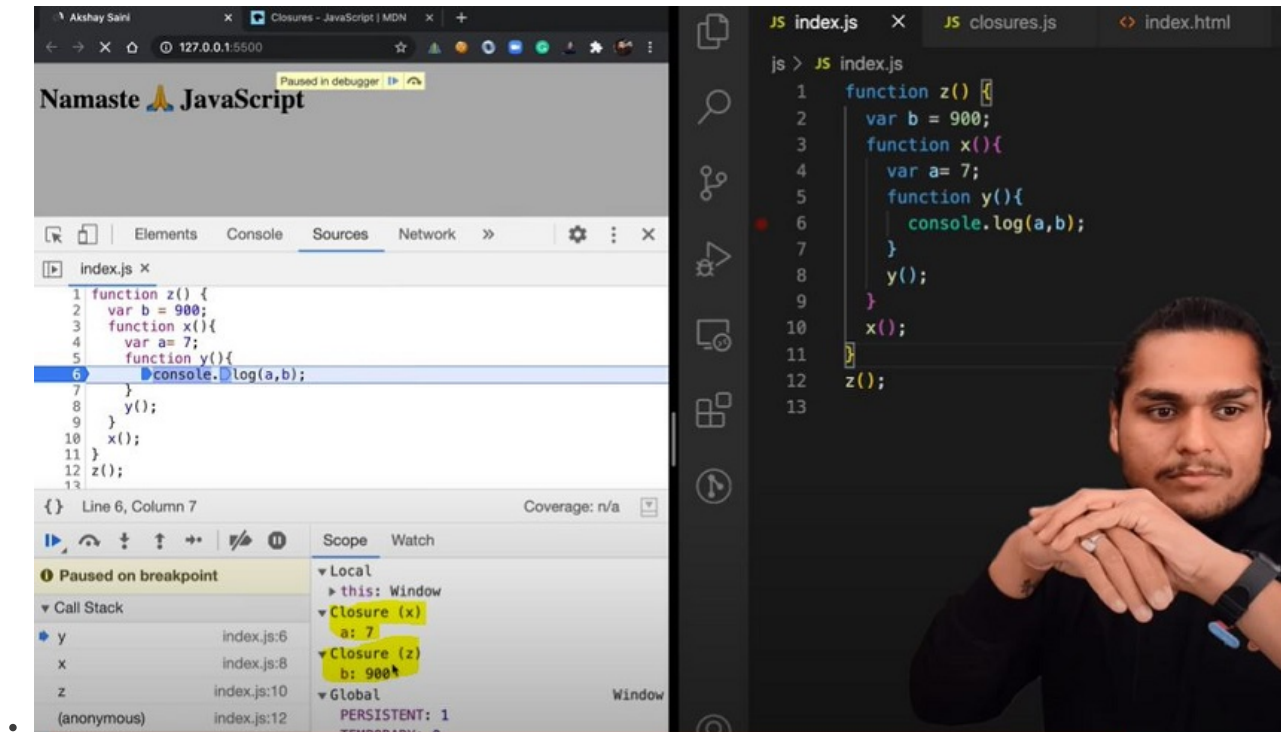 Akshay Saini
Closures - JavaScript | MDN
127.0.0.1:5500
Paused in debugger
Namaste 🙏 JavaScript
Elements Console Sources Network »
index.js ×
1 function z() {
2 var b = 900;
3 function x(){
4 var a= 7;
5 function y(){
6 console.log(a,b);
7 }
8 y();
9 }
10 x();
11 }
12 z();
13
{} Line 6, Column 7 Coverage: n/a
Scope Watch
Paused on breakpoint
Call Stack
y index.js:6
x index.js:8
z index.js:10
(anonymous) index.js:12
Local
this: Window
Closure (x)
a: 7
Closure (z)
b: 900
Global Window
PERSISTENT: 1
JS index.js × JS closures.js <> index.html
js > JS index.js
1 function z() {
2 var b = 900;
3 function x(){
4 var a= 7;
5 function y(){
6 console.log(a,b);
7 }
8 y();
9 }
10 x();
11 }
12 z();
13